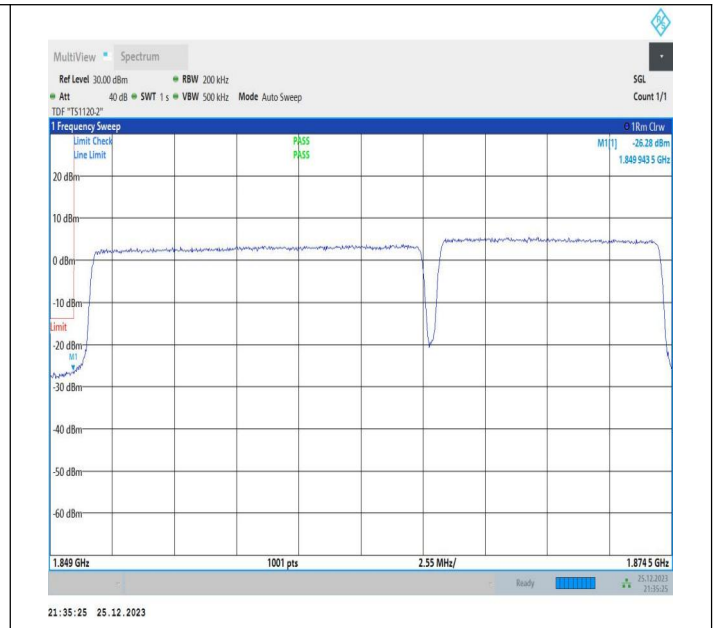 MultiView Spectrum
Ref Level 30.00 dBm RBW 200 kHz SGL
Att 40 dB SWT 1 s VBW 500 kHz Mode Auto Sweep Count 1/1
TDF "TS1120-2"
1 Frequency Sweep 1Rm Clrw
Limit Check PASS M1[1] -26.28 dBm
Line Limit PASS 1.849 943 5 GHz
20 dBm
10 dBm
0 dBm
-10 dBm
Limit
-20 dBm
M1
-30 dBm
-40 dBm
-50 dBm
-60 dBm
1.849 GHz 1001 pts 2.55 MHz/ 1.874 5 GHz
Ready 25.12.2023
21:35:25
21:35:25 25.12.2023